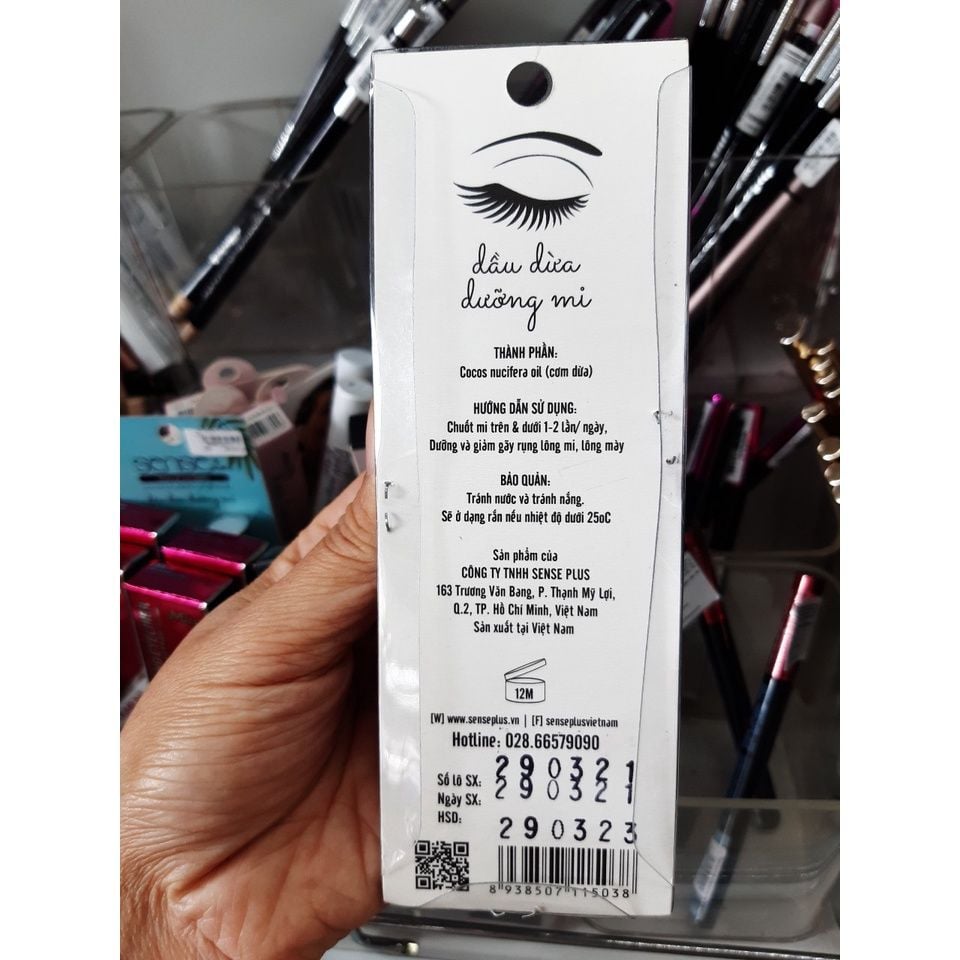 dầu dừa
dưỡng mi
THÀNH PHẦN:
Cocos nucifera oil (cơm dừa)
HƯỚNG DẪN SỬ DỤNG:
Chuốt mi trên & dưới 1-2 lần/ ngày,
Dưỡng và giảm gãy rụng lông mi, lông mày
BẢO QUẢN:
Tránh nước và tránh nắng.
Sẽ ở dạng rắn nếu nhiệt độ dưới 25oC
Sản phẩm của
CÔNG TY TNHH SENSE PLUS
163 Trương Văn Bang, P. Thạnh Mỹ Lợi,
Q.2, TP. Hồ Chí Minh, Việt Nam
Sản xuất tại Việt Nam
12M
[W] www.senseplus.vn | [F] senseplusvietnam
Hotline: 028.66579090
Số lô SX: 290321
Ngày SX: 290321
HSD: 290323
8938507115038